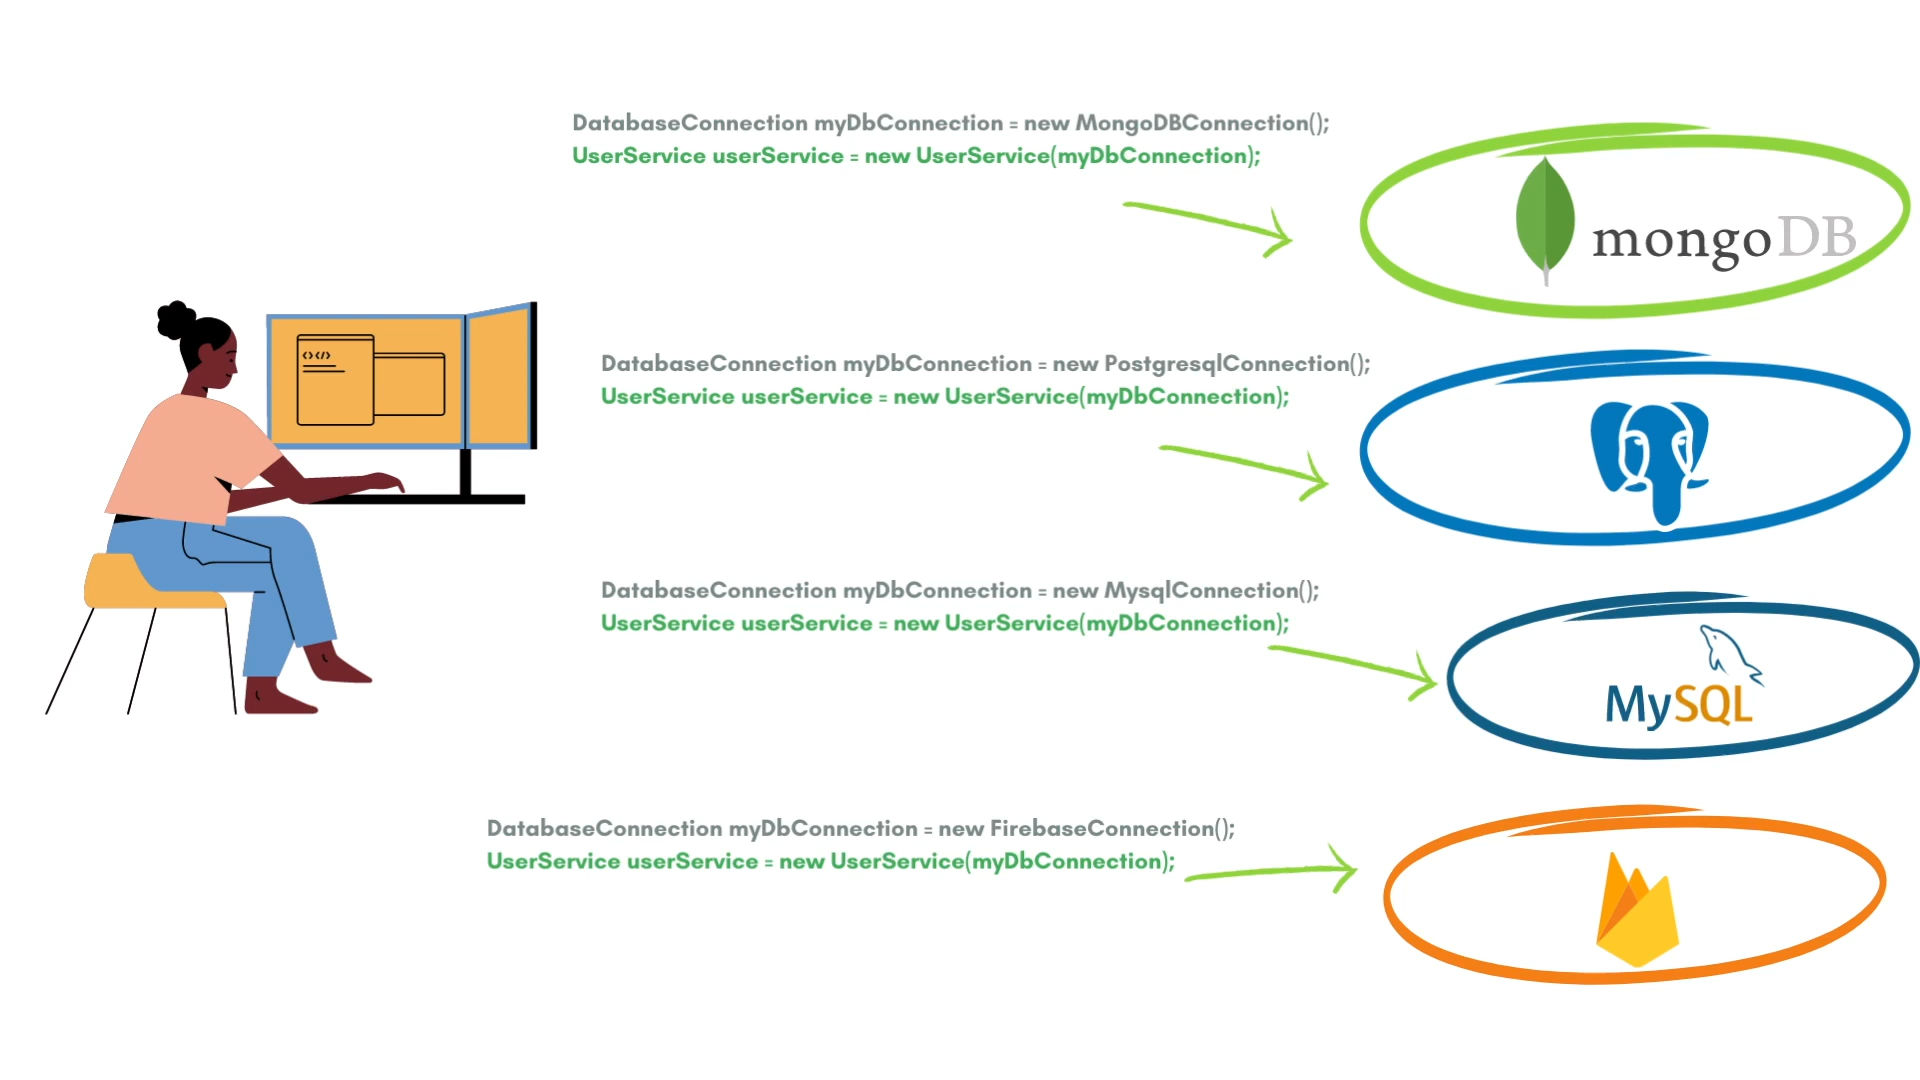 DatabaseConnection myDbConnection = new MongoDBConnection();
UserService userService = new UserService(myDbConnection);
mongoDB
DatabaseConnection myDbConnection = new PostgresqlConnection();
UserService userService = new UserService(myDbConnection);
<></>
DatabaseConnection myDbConnection = new MysqlConnection();
UserService userService = new UserService(myDbConnection);
MySQL
DatabaseConnection myDbConnection = new FirebaseConnection();
UserService userService = new UserService(myDbConnection);